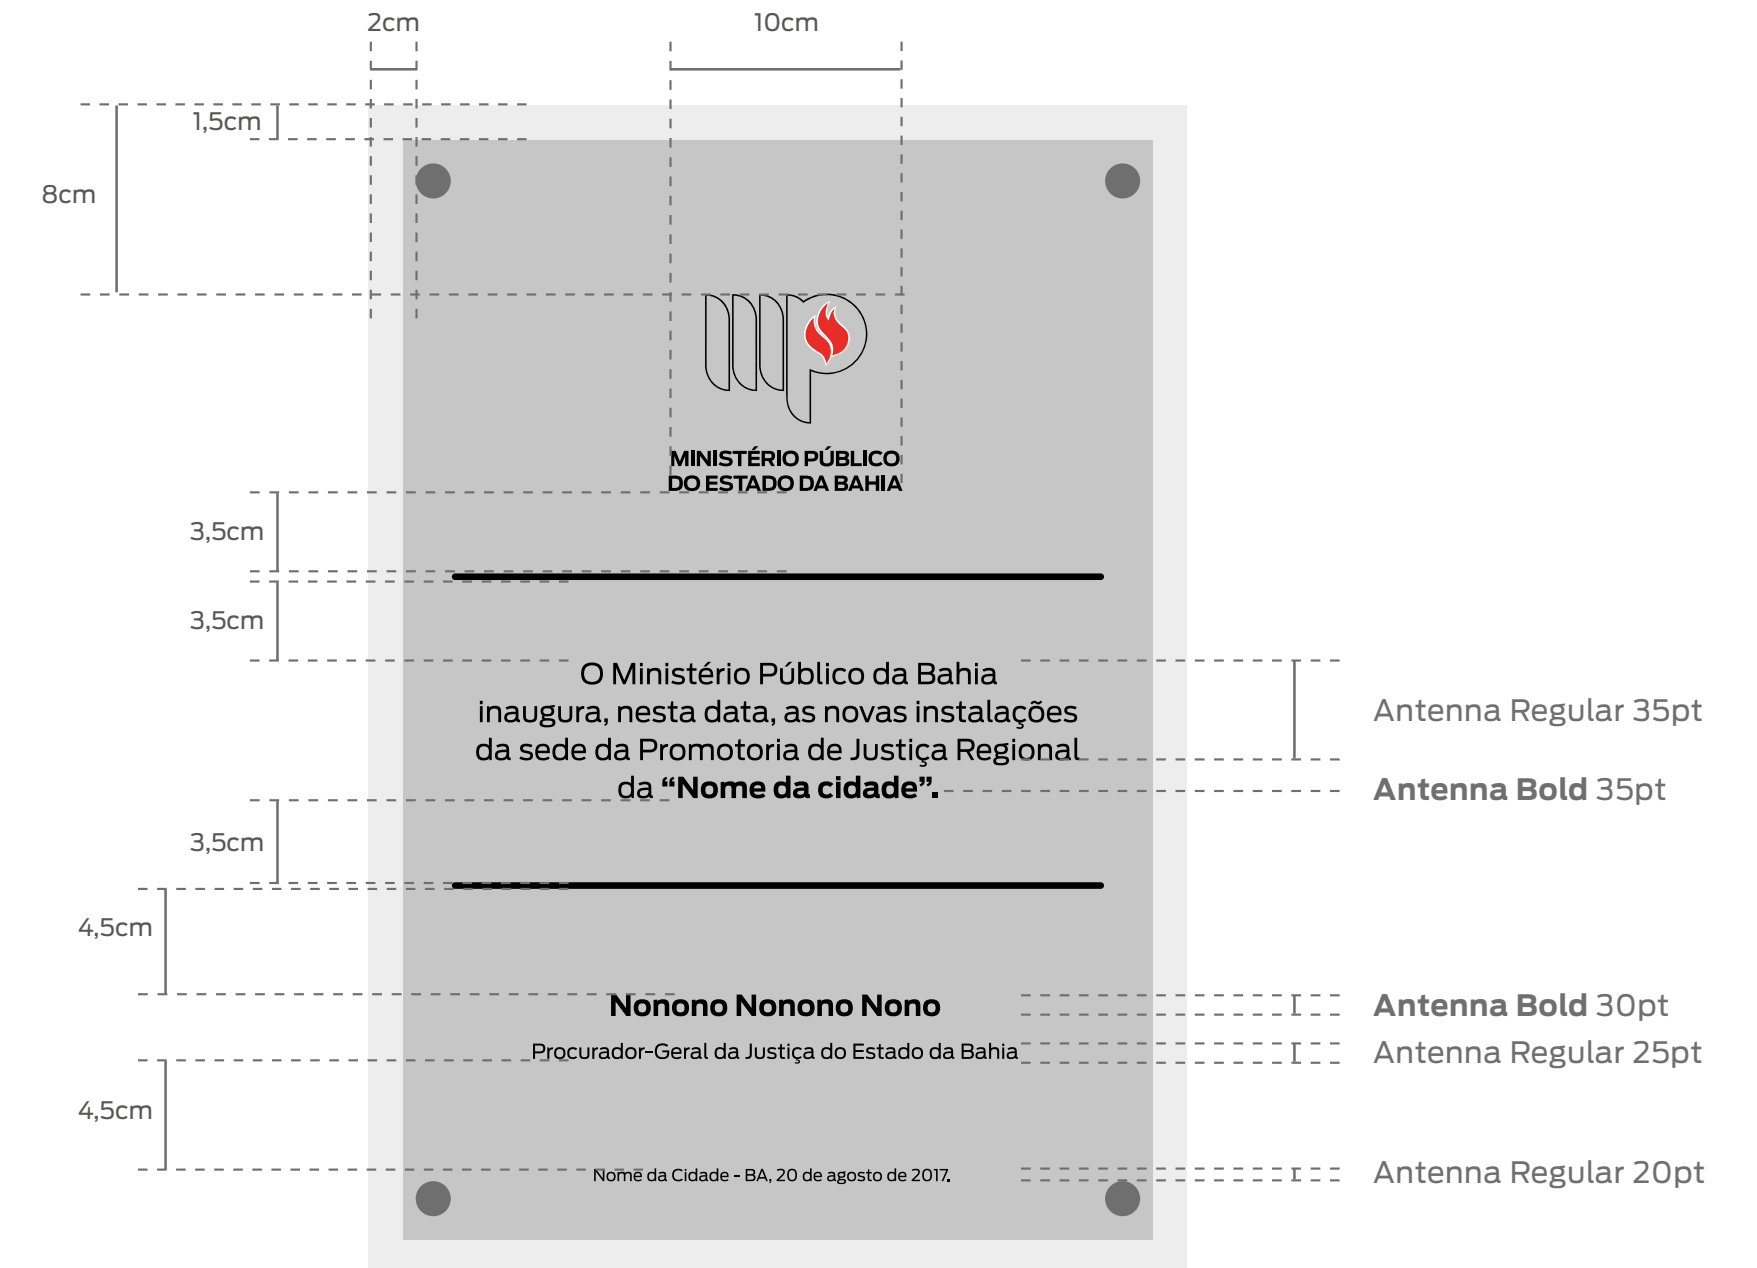 2cm
10cm
1,5cm
8cm
MINISTÉRIO PÚBLICO
DO ESTADO DA BAHIA
3,5cm
3,5cm
O Ministério Público da Bahia
inaugura, nesta data, as novas instalações
da sede da Promotoria de Justiça Regional
da “Nome da cidade”.
Antenna Regular 35pt
Antenna Bold 35pt
3,5cm
4,5cm
Nonono Nonono Nono
Antenna Bold 30pt
Procurador-Geral da Justiça do Estado da Bahia
Antenna Regular 25pt
4,5cm
Nome da Cidade - BA, 20 de agosto de 2017.
Antenna Regular 20pt